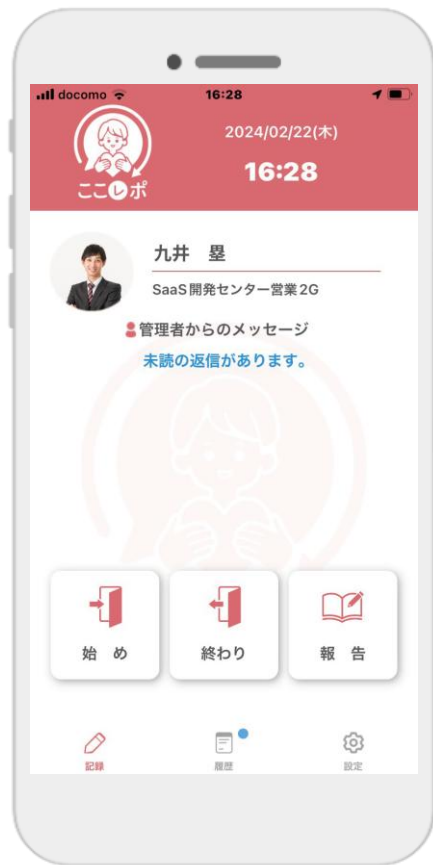 docomo 16:28
2024/02/22(木)
16:28
ここレポ
九井 塁
SaaS開発センター営業2G
管理者からのメッセージ
未読の返信があります。
始 め
終わり
報 告
記録
履歴
設定